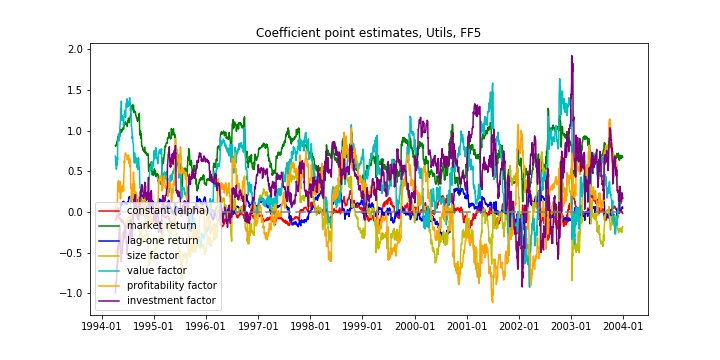 Coefficient point estimates, Utils, FF5
2.0
1.5
1.0
0.5
0.0
−0.5
−1.0
constant (alpha)
market return
lag-one return
size factor
value factor
profitability factor
investment factor
1994-01 1995-01 1996-01 1997-01 1998-01 1999-01 2000-01 2001-01 2002-01 2003-01 2004-01